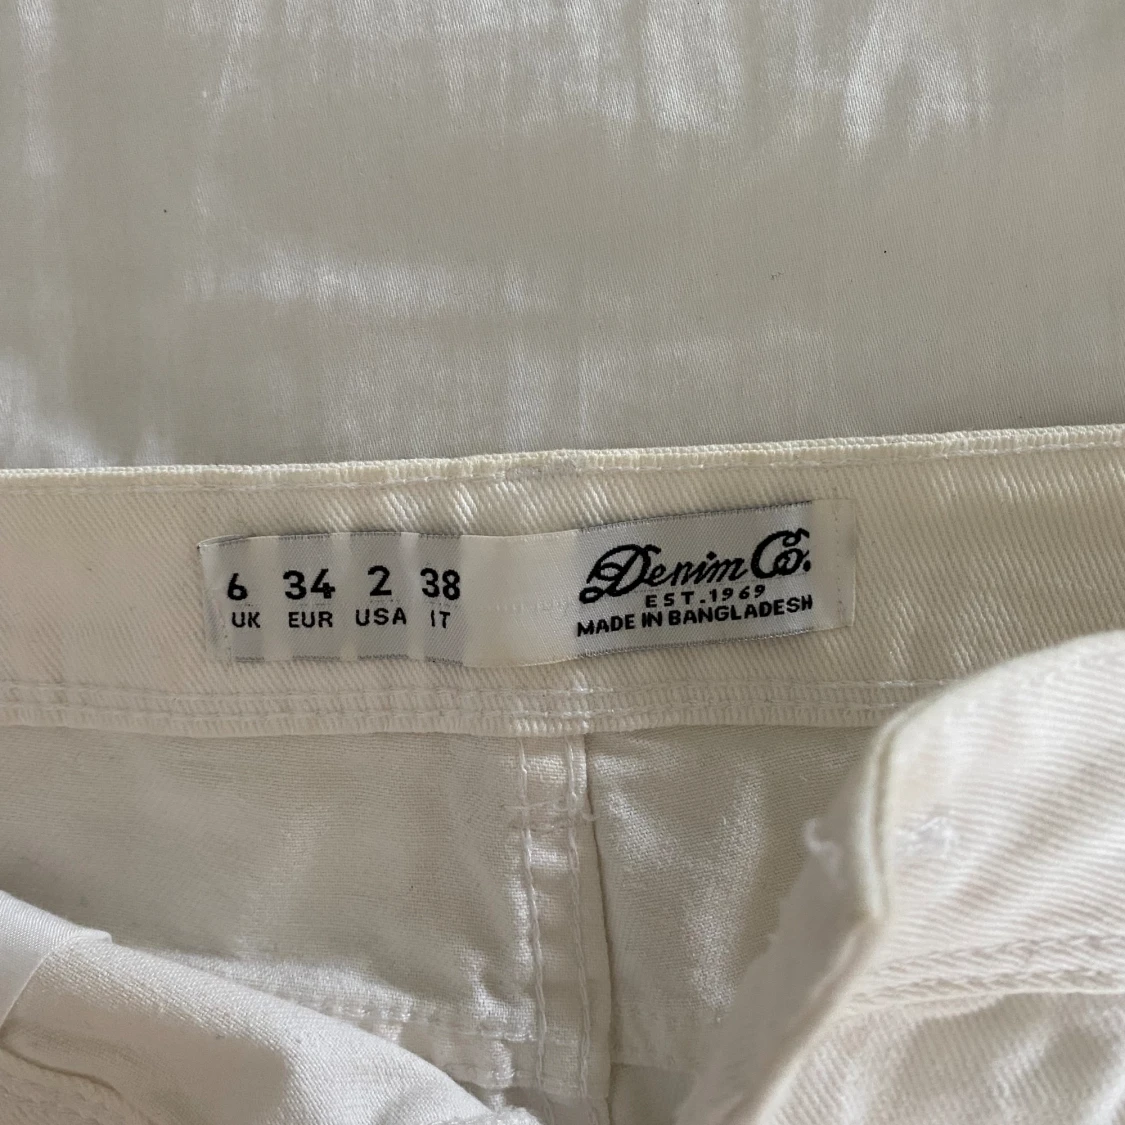 6 34 2 38
UK EUR USA IT
Denim Co.
EST.1969
MADE IN BANGLADESH